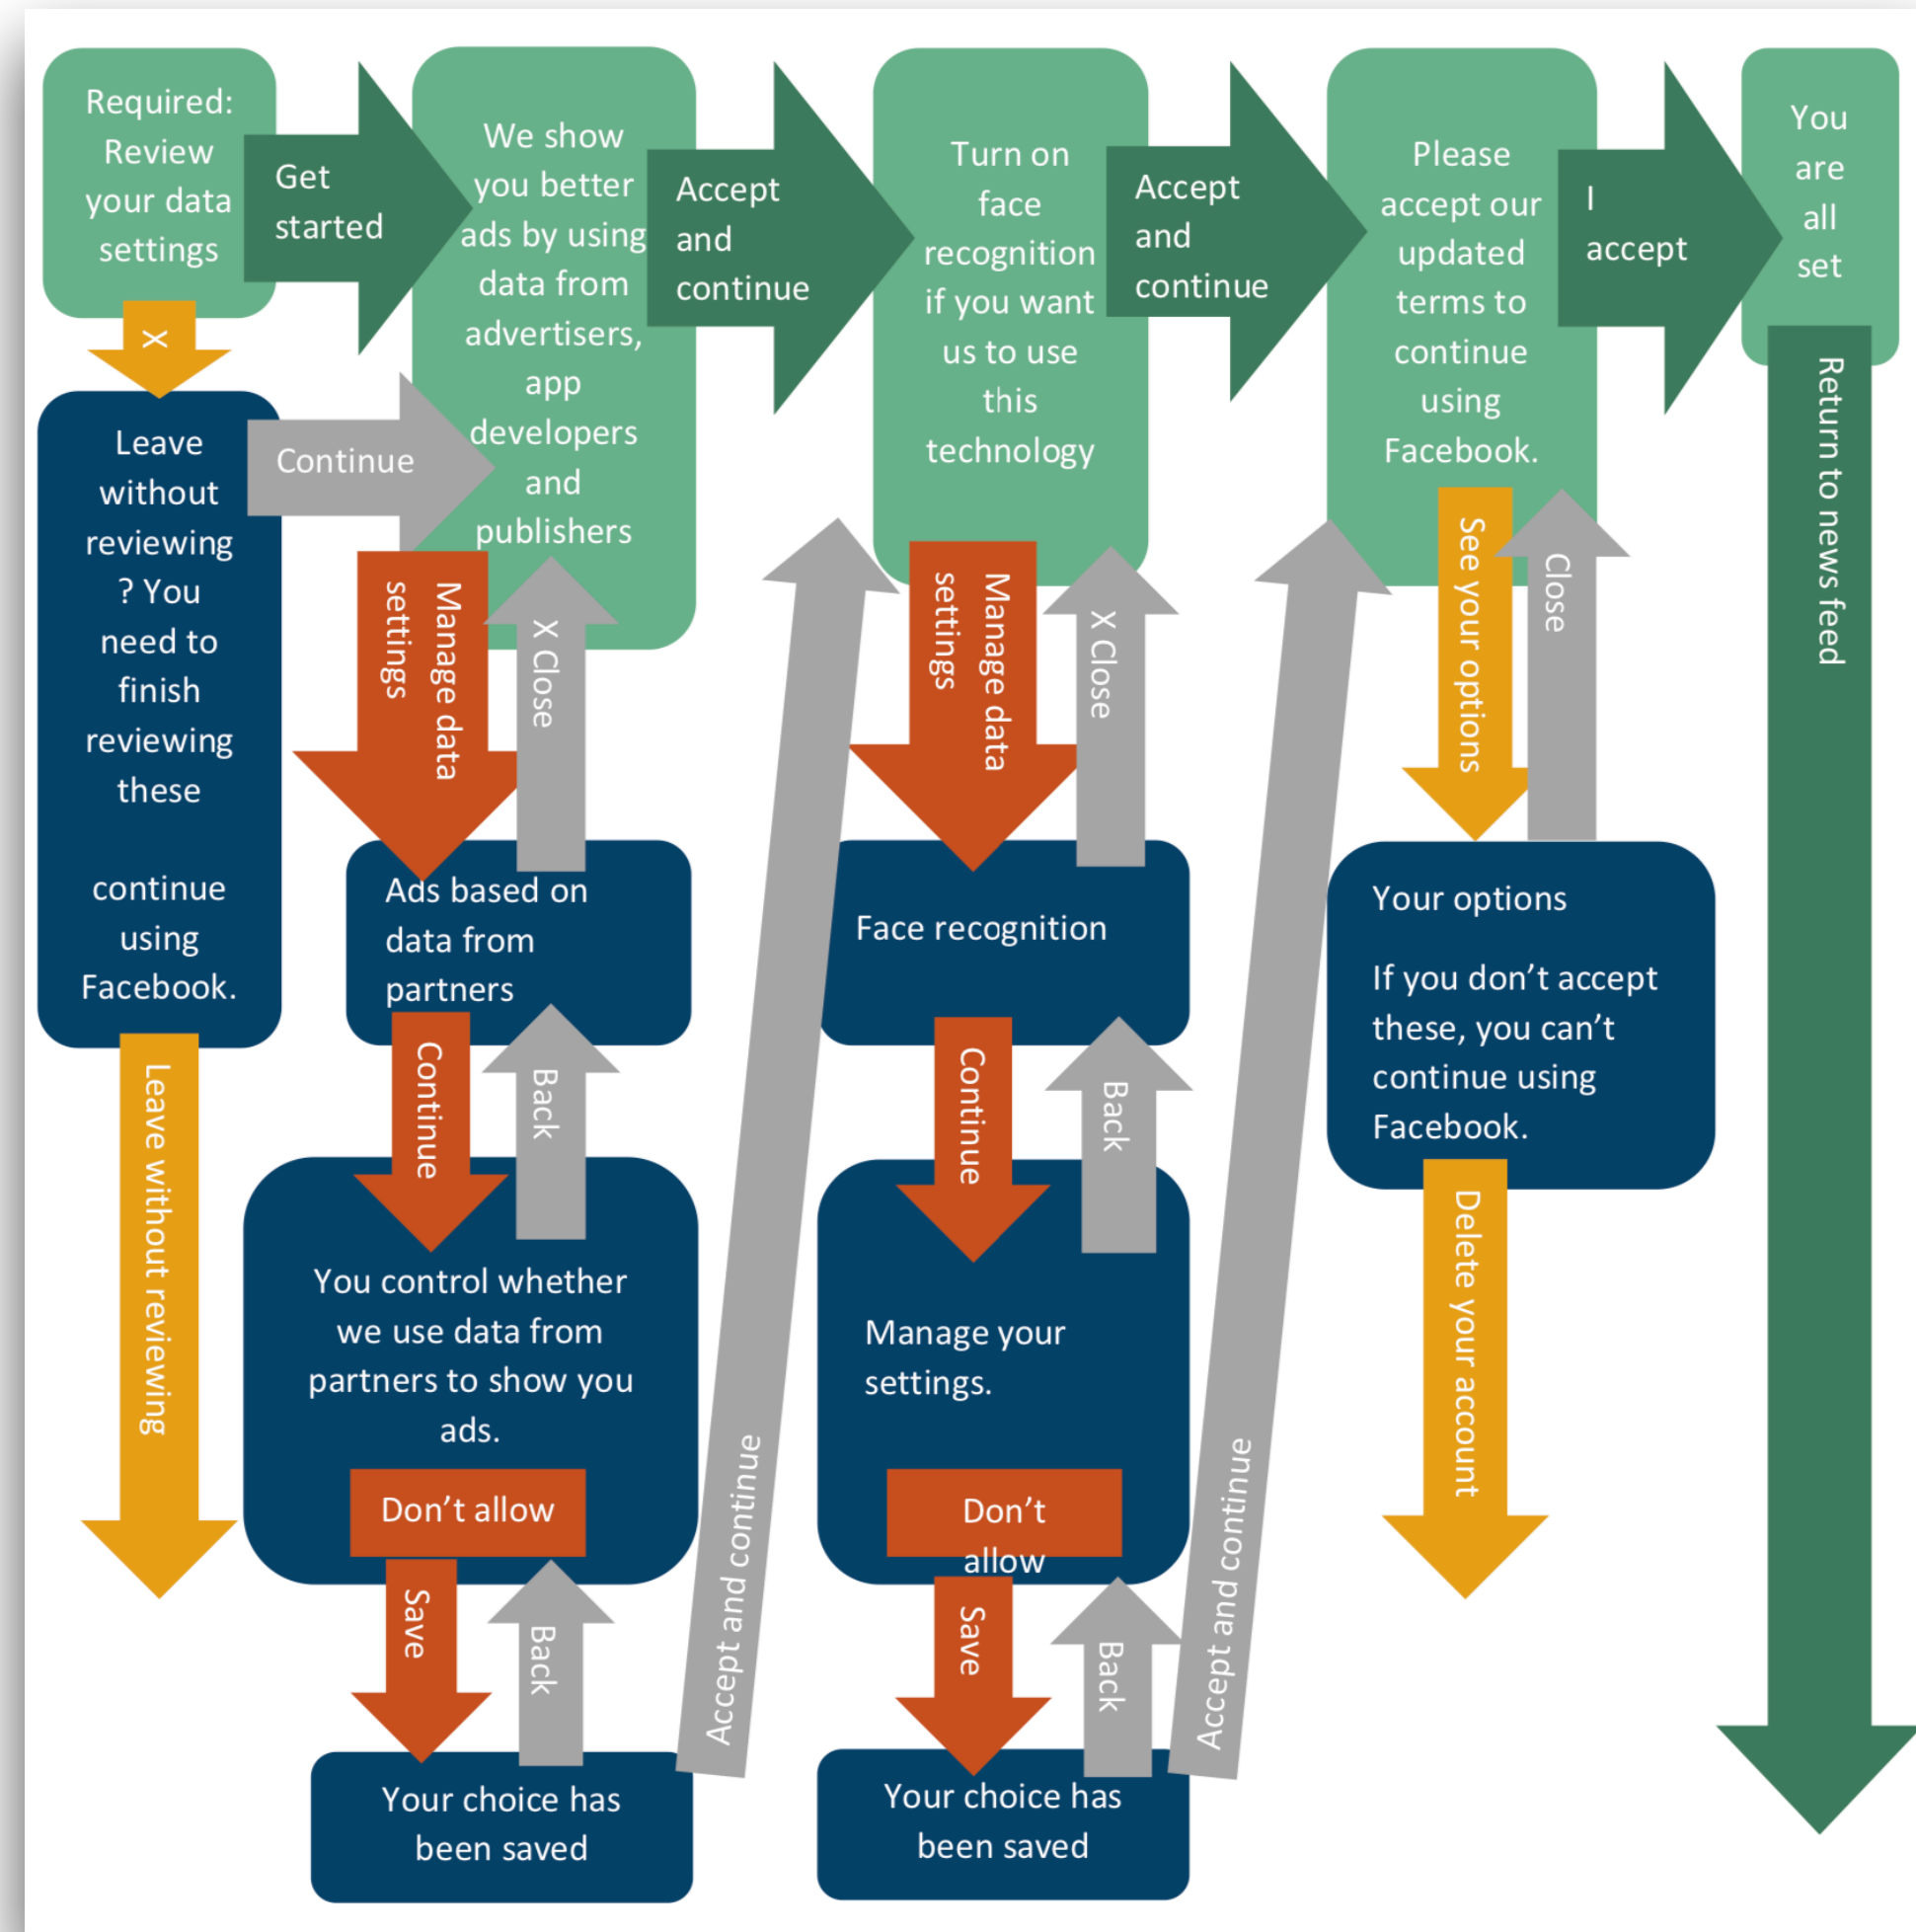 Required:
Review
your data
settings
Get
started
We show
you better
ads by using
data from
advertisers,
app
developers
and
publishers
Accept
and
continue
Turn on
face
recognition
if you want
us to use
this
technology
Accept
and
continue
Please
accept our
updated
terms to
continue
using
Facebook.
I
accept
You
are
all
set
X
Leave
without
reviewing
? You
need to
finish
reviewing
these
continue
using
Facebook.
Continue
Manage data
settings
X Close
Manage data
settings
X Close
See your options
Close
Return to news feed
Ads based on
data from
partners
Face recognition
Your options
If you don’t accept
these, you can’t
continue using
Facebook.
Leave without reviewing
Continue
Back
Continue
Back
Delete your account
You control whether
we use data from
partners to show you
ads.
Don’t allow
Accept and continue
Manage your
settings.
Don’t
allow
Accept and continue
Save
Back
Save
Back
Your choice has
been saved
Your choice has
been saved